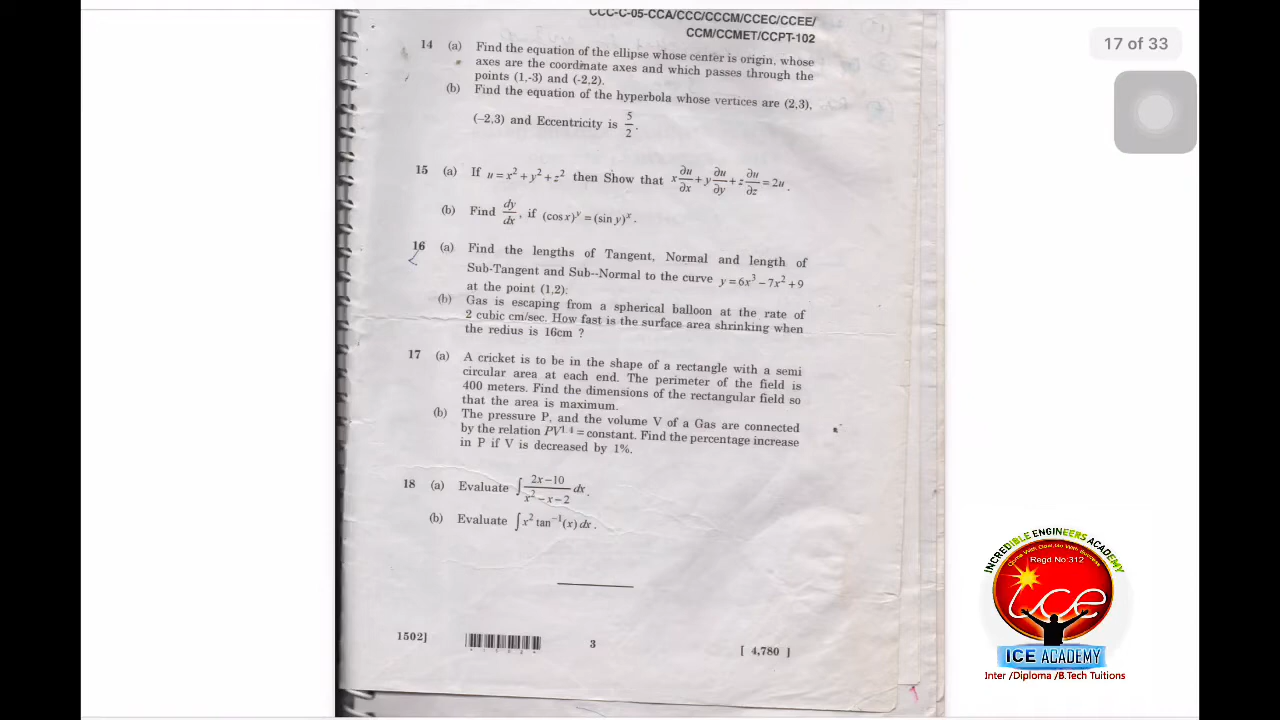 CCC-C-05-CCA/CCC/CCCM/CCEC/CCEE/
CCM/CCMET/CCPT-102
17 of 33
14 (a) Find the equation of the ellipse whose center is origin, whose
axes are the coordinate axes and which passes through the
points (1,-3) and (-2,2).
(b) Find the equation of the hyperbola whose vertices are (2,3),
(−2,3) and Eccentricity is 5/2.
15 (a) If u = x² + y² + z² then Show that x ∂u/∂x + y ∂u/∂y + z ∂u/∂z = 2u.
(b) Find dy/dx, if (cos x)^y = (sin y)^x.
16 (a) Find the lengths of Tangent, Normal and length of
Sub-Tangent and Sub--Normal to the curve y = 6x³ − 7x² + 9
at the point (1,2):
(b) Gas is escaping from a spherical balloon at the rate of
2 cubic cm/sec. How fast is the surface area shrinking when
the redius is 16cm ?
17 (a) A cricket is to be in the shape of a rectangle with a semi
circular area at each end. The perimeter of the field is
400 meters. Find the dimensions of the rectangular field so
that the area is maximum.
(b) The pressure P, and the volume V of a Gas are connected
by the relation PV^1.4 = constant. Find the percentage increase
in P if V is decreased by 1%.
18 (a) Evaluate ∫ (2x−10)/(x²−x−2) dx.
(b) Evaluate ∫ x² tan⁻¹(x) dx.
1502] 3 [ 4,780 ]
INCREDIBLE ENGINEERS ACADEMY
Regd No:312
ice
ICE ACADEMY
Inter /Diploma /B.Tech Tuitions